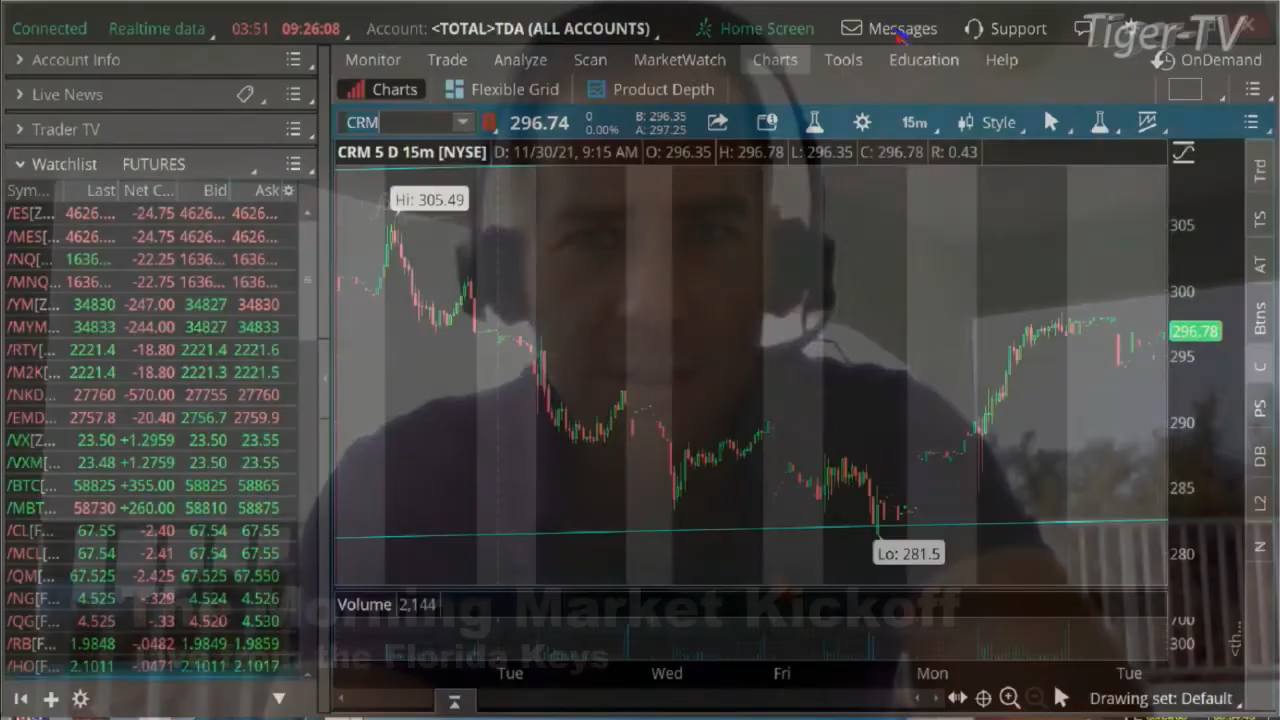 Connected Realtime data 03:51 09:26:08 Account: <TOTAL>TDA (ALL ACCOUNTS) Home Screen Messages Support
Tiger-TV
Account Info Monitor Trade Analyze Scan MarketWatch Charts Tools Education Help OnDemand
Live News Charts Flexible Grid Product Depth
Trader TV CRM 296.74 0 0.00% B: 296.35 A: 297.25 15m Style
CRM 5 D 15m [NYSE] D: 11/30/21, 9:15 AM O: 296.35 H: 296.78 L: 296.35 C: 296.78 R: 0.43
Watchlist FUTURES
Sym... Last Net C... Bid Ask
/ES[Z... 4626.... -24.75 4626... 4626...
/MES[... 4626.... -24.75 4626... 4626...
/NQ[... 1636... -22.25 1636... 1636...
/MNQ... 1636... -22.75 1636... 1636...
/YM[Z... 34830 -247.00 34827 34830
/MYM... 34833 -244.00 34827 34833
/RTY[... 2221.4 -18.80 2221.4 2221.6
/M2K[... 2221.4 -18.80 2221.3 2221.5
/NKD... 27760 -570.00 27755 27760
/EMD... 2757.8 -20.40 2756.7 2759.9
/VX[Z... 23.50 +1.2959 23.50 23.55
/VXM[... 23.48 +1.2759 23.50 23.55
/BTC[... 58825 +355.00 58815 58865
/MBT... 58730 +260.00 58810 58875
/CL[F... 67.55 -2.40 67.54 67.55
/MCL[... 67.54 -2.41 67.54 67.55
/QM[... 67.525 -2.425 67.525 67.550
/NG[F... 4.525 -.329 4.524 4.526
/QG[F... 4.525 -.33 4.520 4.530
/RB[F... 1.9848 -.0482 1.9849 1.9859
/HO[F... 2.1011 -.0471 2.1011 2.1017
Hi: 305.49
Lo: 281.5
305
300
296.78
295
290
285
280
Trd
TS
AT
Btns
C
PS
DB
L2
N
The Morning Market Kickoff
the Florida Keys
Volume 2,144
300
Tue Wed Fri Mon Tue
Drawing set: Default